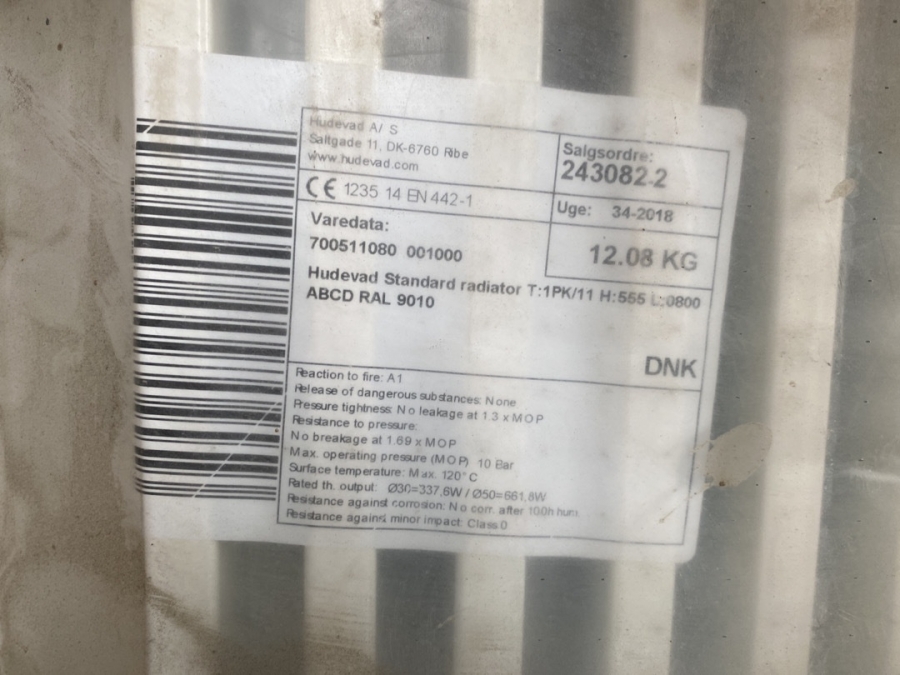 Hudevad A/ S
Saltgade 11, DK-6760 Ribe
www.hudevad.com
Salgsordre:
243082.2
CE 1235 14 EN 442-1
Uge: 34-2018
Varedata:
700511080 001000
12.08 KG
Hudevad Standard radiator T:1PK/11 H:555 L:0800
ABCD RAL 9010
DNK
Reaction to fire: A1
Release of dangerous substances: None
Pressure tightness: No leakage at 1.3 x MOP
Resistance to pressure:
No breakage at 1.69 x MOP
Max. operating pressure (MOP) 10 Bar
Surface temperature: Max. 120°C
Rated th. output: Ø30=337,6W / Ø50=661,8W
Resistance against corrosion: No corr. after 100h humi
Resistance against minor impact: Class 0